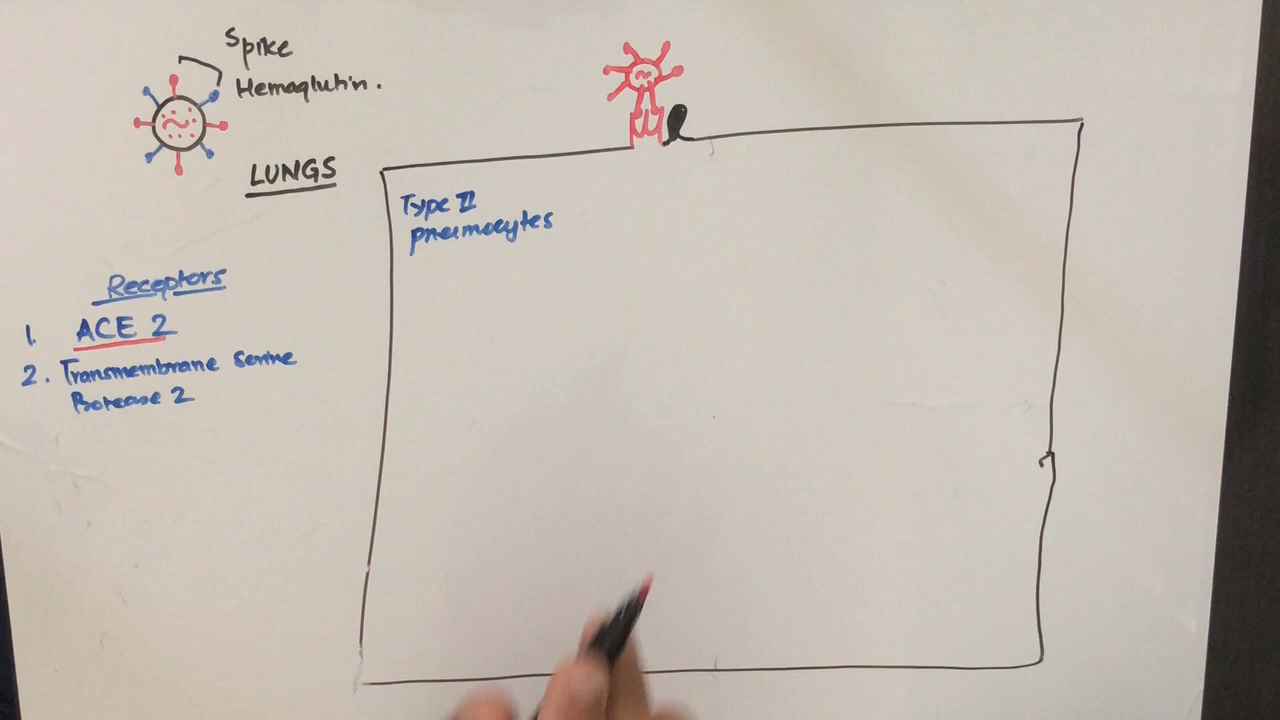 Spike
Hemaglutin.
LUNGS
Type II
pneumocytes
Receptors
1. ACE 2
2. Transmembrane Serine
Protease 2